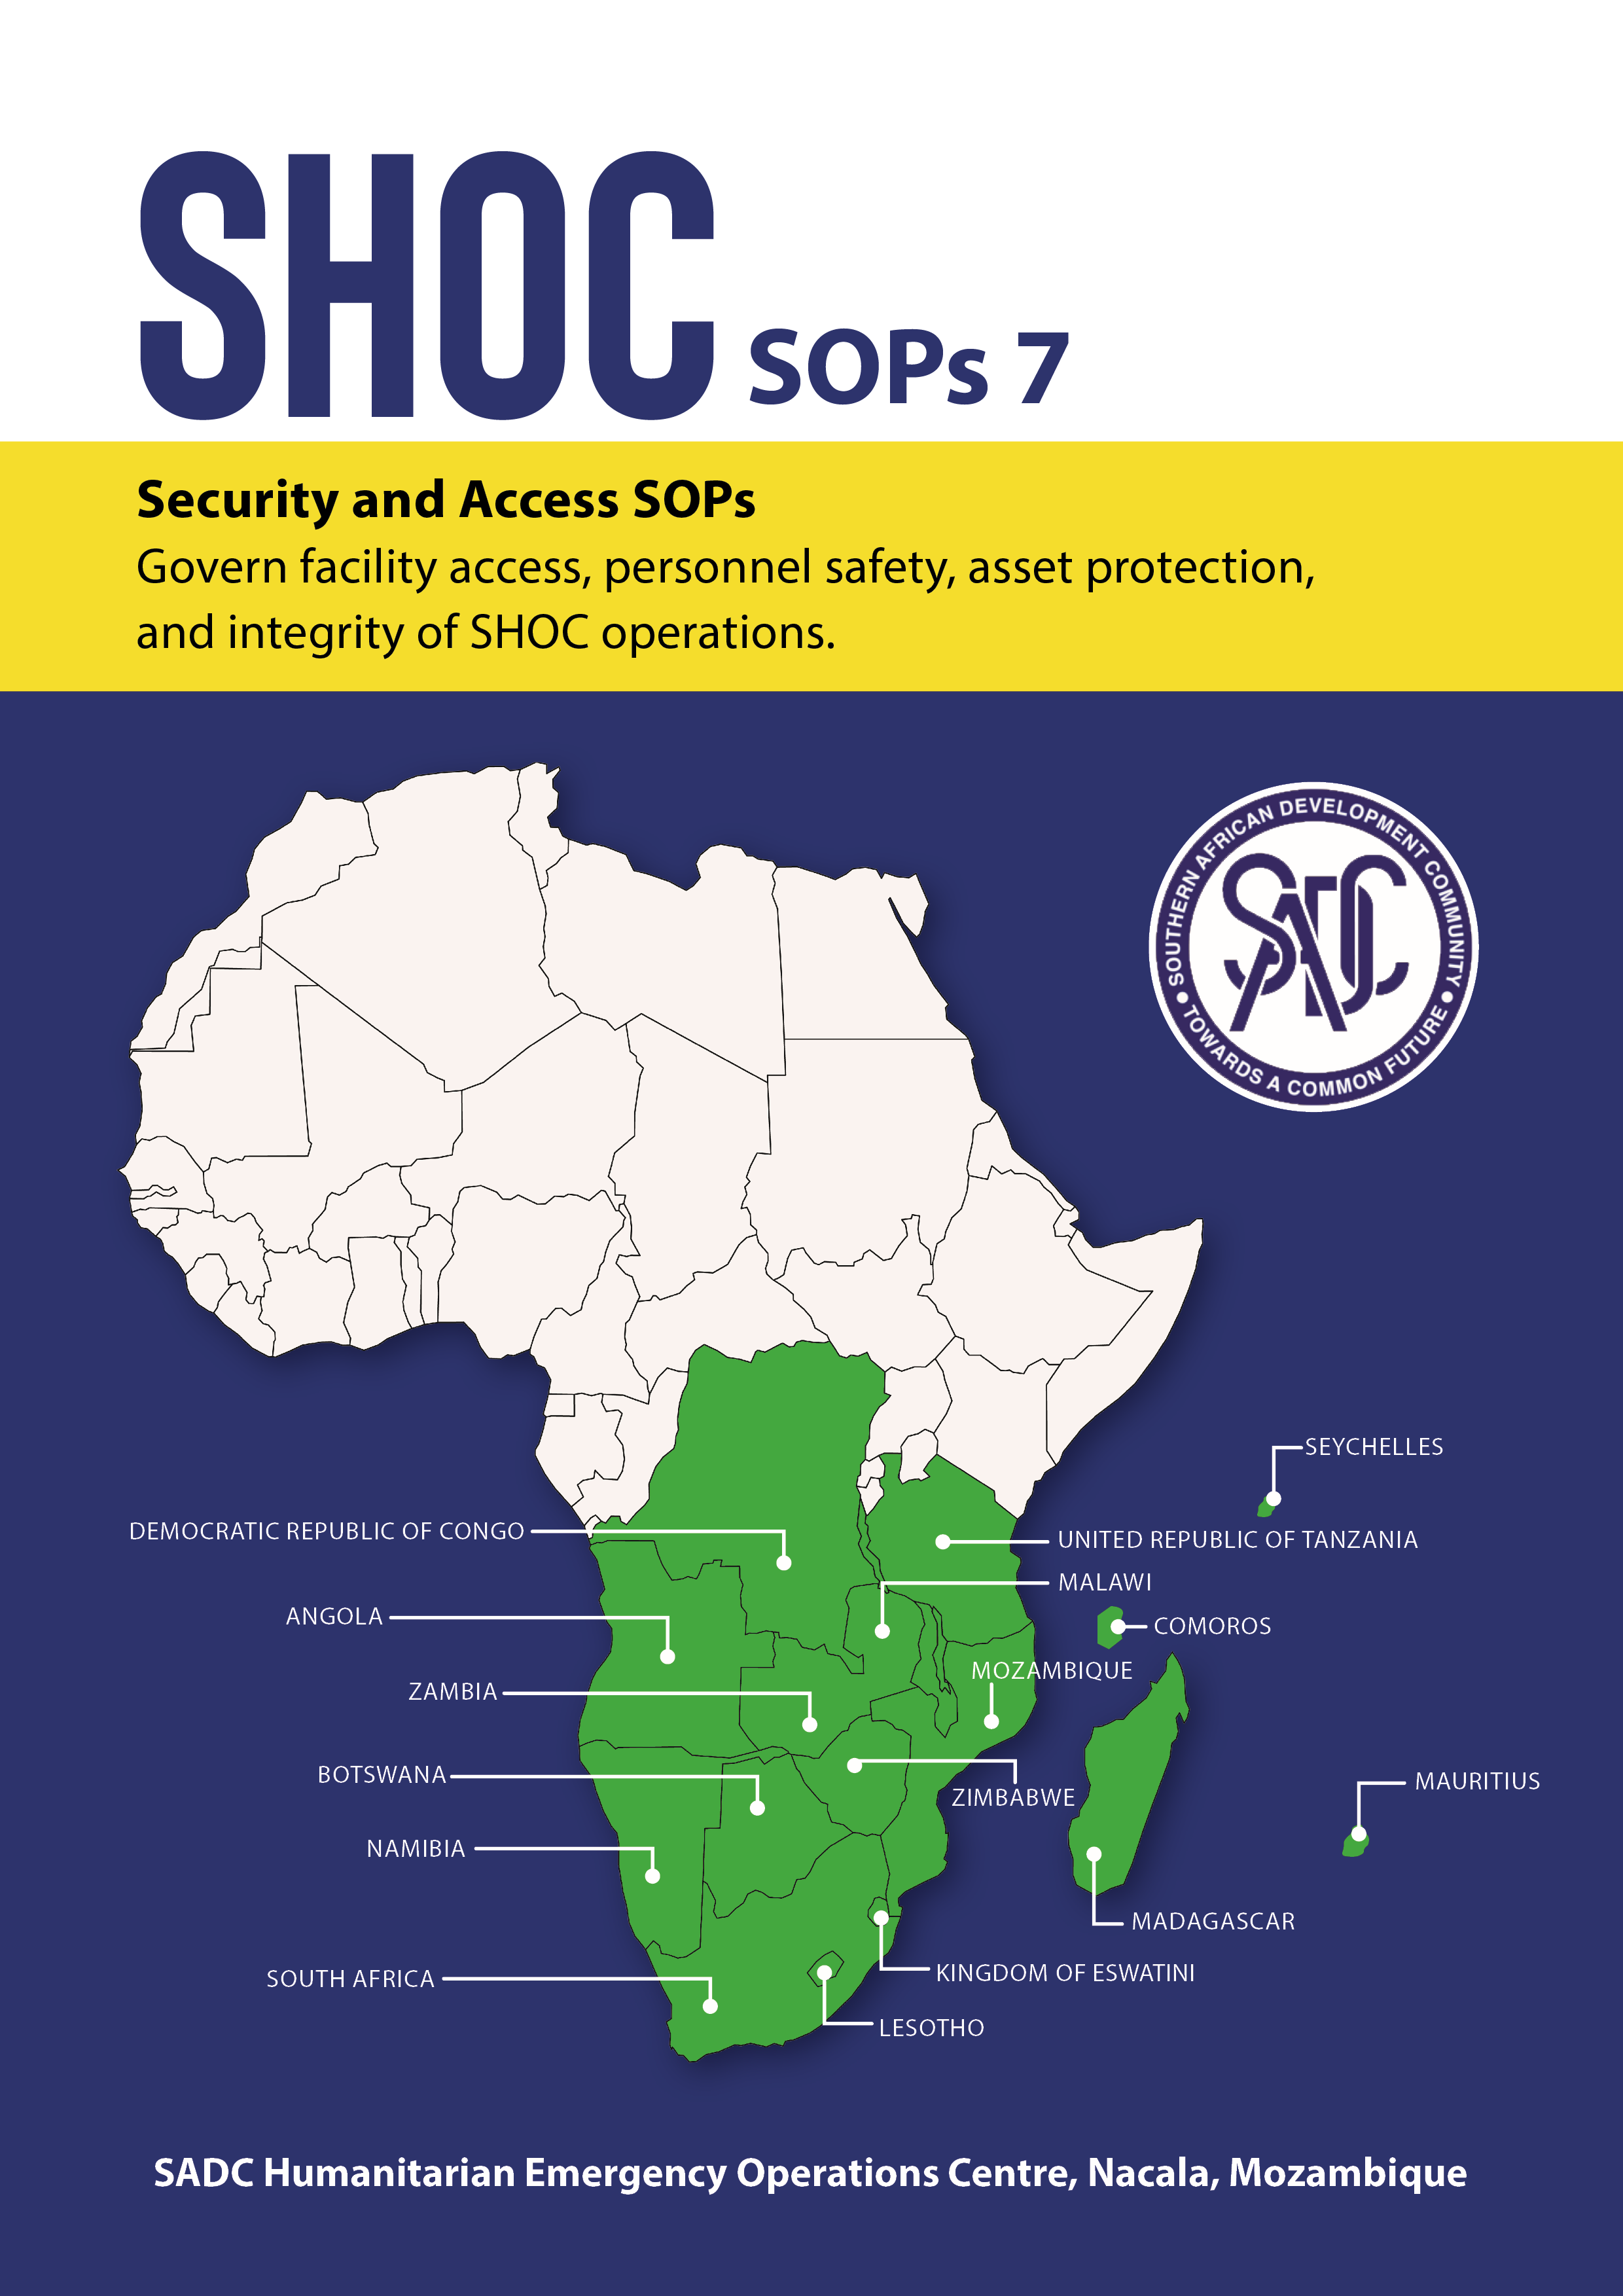 SHOC SOPs 7
Security and Access SOPs
Govern facility access, personnel safety, asset protection,
and integrity of SHOC operations.
SOUTHERN AFRICAN DEVELOPMENT COMMUNITY
SADC
TOWARDS A COMMON FUTURE
SEYCHELLES
DEMOCRATIC REPUBLIC OF CONGO
UNITED REPUBLIC OF TANZANIA
MALAWI
ANGOLA
COMOROS
MOZAMBIQUE
ZAMBIA
BOTSWANA
MAURITIUS
ZIMBABWE
NAMIBIA
MADAGASCAR
KINGDOM OF ESWATINI
SOUTH AFRICA
LESOTHO
SADC Humanitarian Emergency Operations Centre, Nacala, Mozambique